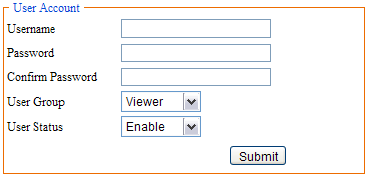 User Account
Username
Password
Confirm Password
User Group Viewer
User Status Enable
Submit